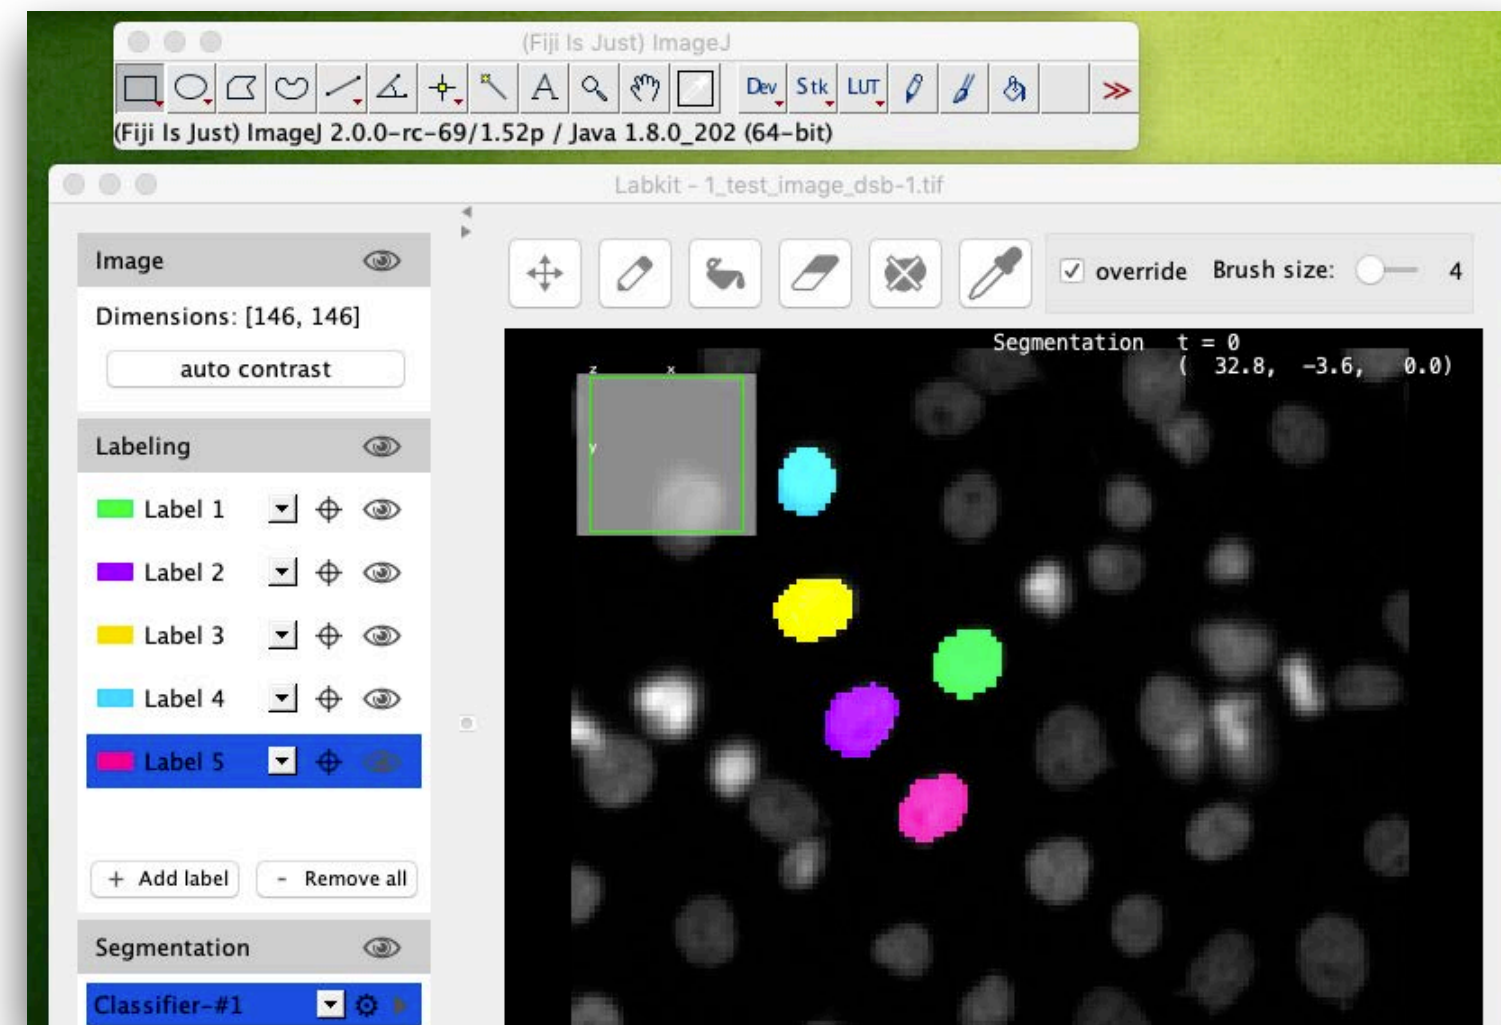 (Fiji Is Just) ImageJ
A Dev Stk LUT >>
(Fiji Is Just) ImageJ 2.0.0-rc-69/1.52p / Java 1.8.0_202 (64-bit)
Labkit - 1_test_image_dsb-1.tif
Image
override Brush size: 4
Dimensions: [146, 146]
auto contrast
Segmentation t = 0
( 32.8, -3.6, 0.0)
z x
y
Labeling
Label 1
Label 2
Label 3
Label 4
Label 5
+ Add label - Remove all
Segmentation
Classifier-#1